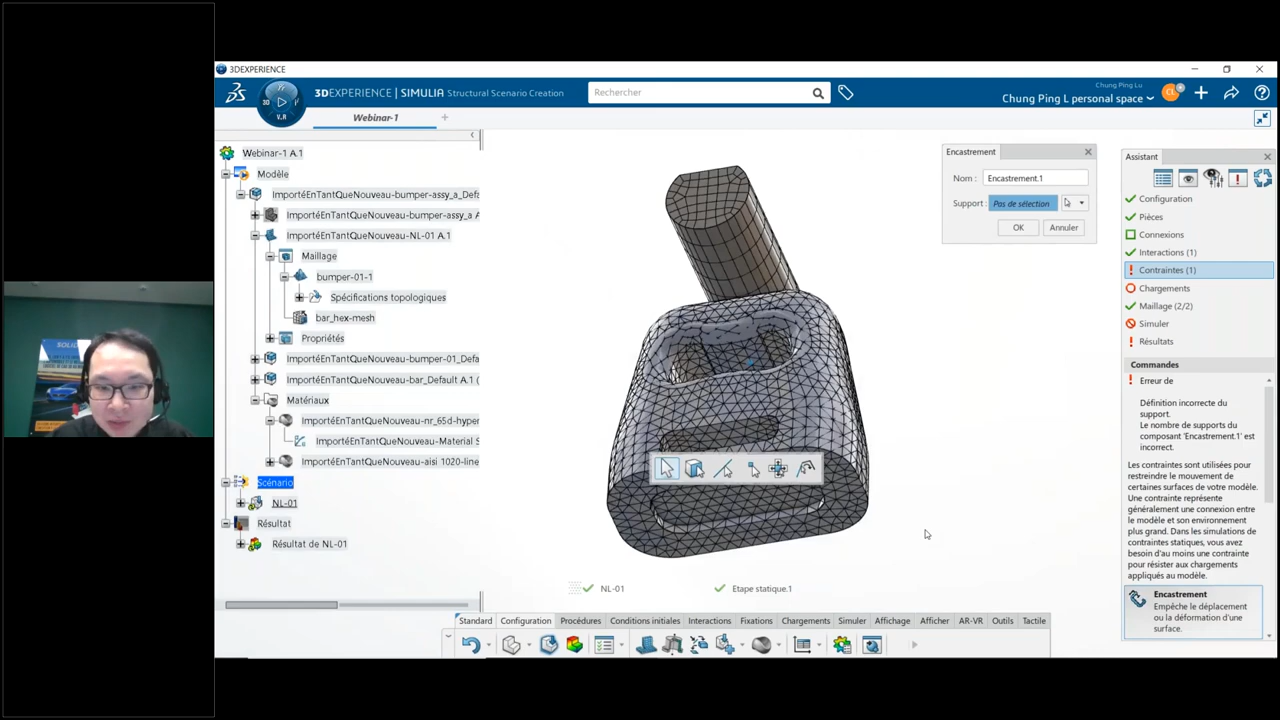 3DEXPERIENCE
3DEXPERIENCE | SIMULIA Structural Scenario Creation
Rechercher
Chung Ping Lu
Chung Ping L personal space
CL
3D
V.R
Webinar-1
+
Webinar-1 A.1
Modèle
ImportéEnTantQueNouveau-bumper-assy_a_Defa
ImportéEnTantQueNouveau-bumper-assy_a A
ImportéEnTantQueNouveau-NL-01 A.1
Maillage
bumper-01-1
Spécifications topologiques
bar_hex-mesh
Propriétés
ImportéEnTantQueNouveau-bumper-01_Defa
ImportéEnTantQueNouveau-bar_Default A.1 (
Matériaux
ImportéEnTantQueNouveau-nr_65d-hyper
ImportéEnTantQueNouveau-Material S
ImportéEnTantQueNouveau-aisi 1020-line
Scénario
NL-01
Résultat
Résultat de NL-01
Encastrement
Nom : Encastrement.1
Support : Pas de sélection
OK Annuler
NL-01
Étape statique.1
Standard Configuration Procédures Conditions initiales Interactions Fixations Chargements Simuler Affichage Afficher AR-VR Outils Tactile
Assistant
Configuration
Pièces
Connexions
Interactions (1)
Contraintes (1)
Chargements
Maillage (2/2)
Simuler
Résultats
Commandes
Erreur de
Définition incorrecte du
support.
Le nombre de supports du
composant 'Encastrement.1' est
incorrect.
Les contraintes sont utilisées pour
restreindre le mouvement de
certaines surfaces de votre modèle.
Une contrainte représente
généralement une connexion entre
le modèle et son environnement
plus grand. Dans les simulations de
contraintes statiques, vous avez
besoin d'au moins une contrainte
pour résister aux chargements
appliqués au modèle.
Encastrement
Empêche le déplacement
ou la déformation d'une
surface.